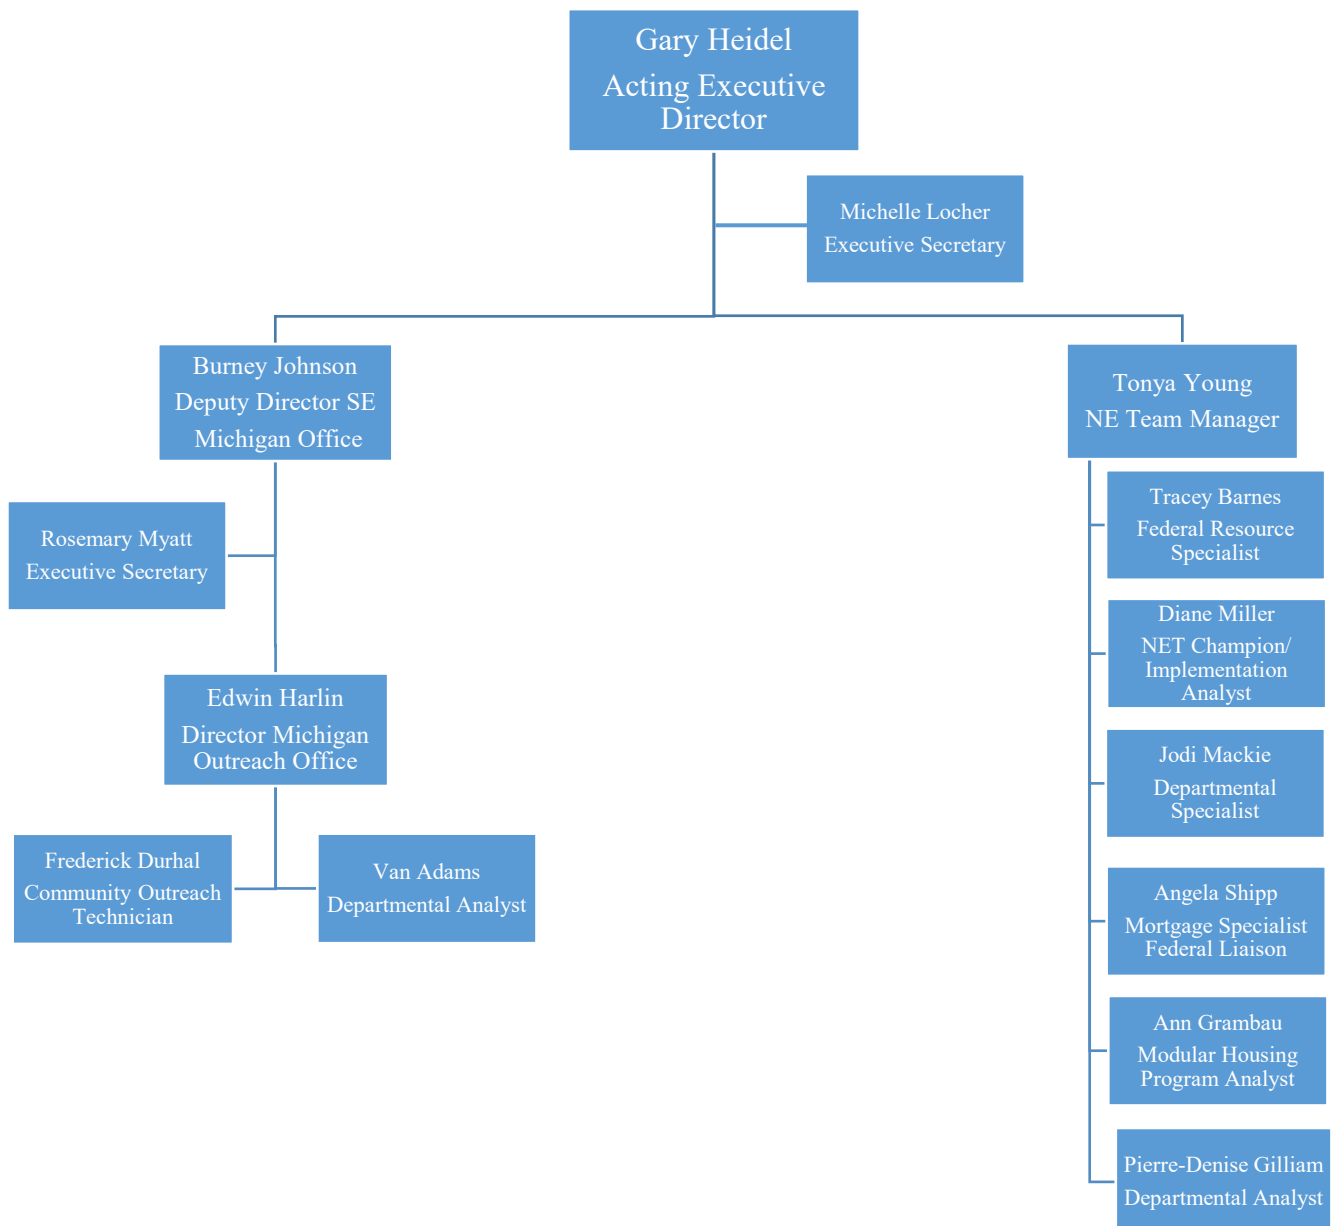 Gary Heidel
Acting Executive
Director
Michelle Locher
Executive Secretary
Burney Johnson
Deputy Director SE
Michigan Office
Tonya Young
NE Team Manager
Rosemary Myatt
Executive Secretary
Edwin Harlin
Director Michigan
Outreach Office
Frederick Durhal
Community Outreach
Technician
Van Adams
Departmental Analyst
Tracey Barnes
Federal Resource
Specialist
Diane Miller
NET Champion/
Implementation
Analyst
Jodi Mackie
Departmental
Specialist
Angela Shipp
Mortgage Specialist
Federal Liaison
Ann Grambau
Modular Housing
Program Analyst
Pierre-Denise Gilliam
Departmental Analyst